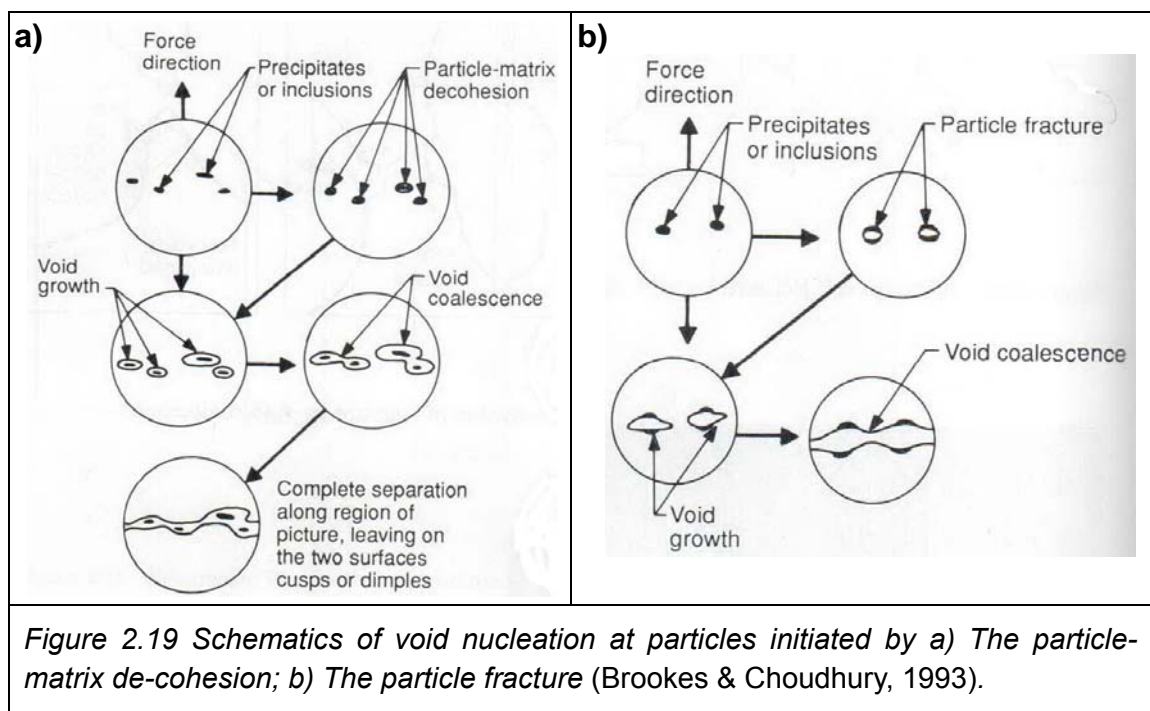 a)
Force
direction
Precipitates
or inclusions
Particle-matrix
decohesion
Void
growth
Void
coalescence
Complete separation
along region of
picture, leaving on
the two surfaces
cusps or dimples
b)
Force
direction
Precipitates
or inclusions
Particle fracture
Void coalescence
Void
growth
Figure 2.19 Schematics of void nucleation at particles initiated by a) The particle-
matrix de-cohesion; b) The particle fracture (Brookes & Choudhury, 1993).